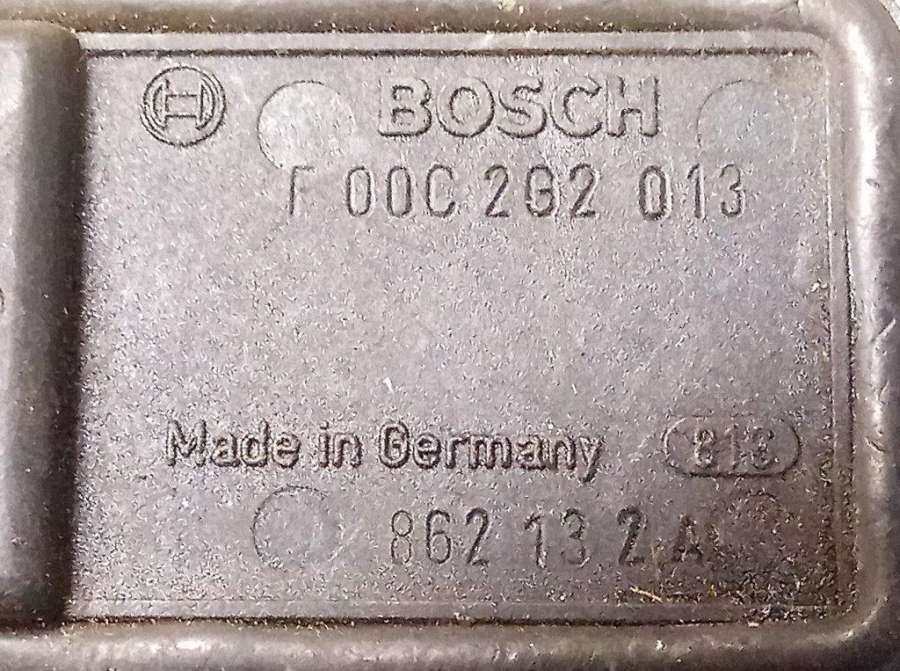 BOSCH
F 00C 2G2 013
Made in Germany 813
862 13 2 A